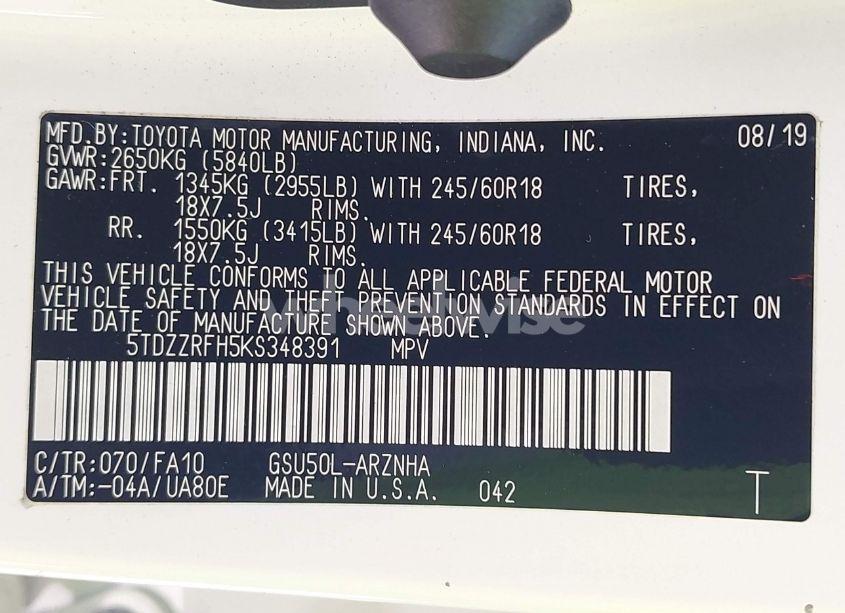 MFD.BY:TOYOTA MOTOR MANUFACTURING, INDIANA, INC. 08/19
GVWR:2650KG (5840LB)
GAWR:FRT. 1345KG (2955LB) WITH 245/60R18 TIRES,
18X7.5J RIMS.
RR. 1550KG (3415LB) WITH 245/60R18 TIRES,
18X7.5J RIMS.
THIS VEHICLE CONFORMS TO ALL APPLICABLE FEDERAL MOTOR
VEHICLE SAFETY AND THEFT PREVENTION STANDARDS IN EFFECT ON
THE DATE OF MANUFACTURE SHOWN ABOVE.
wheelwise
5TDZZRFH5KS348391 MPV
C/TR:070/FA10 GSU50L-ARZNHA
A/TM:-04A/UA80E MADE IN U.S.A. 042 T